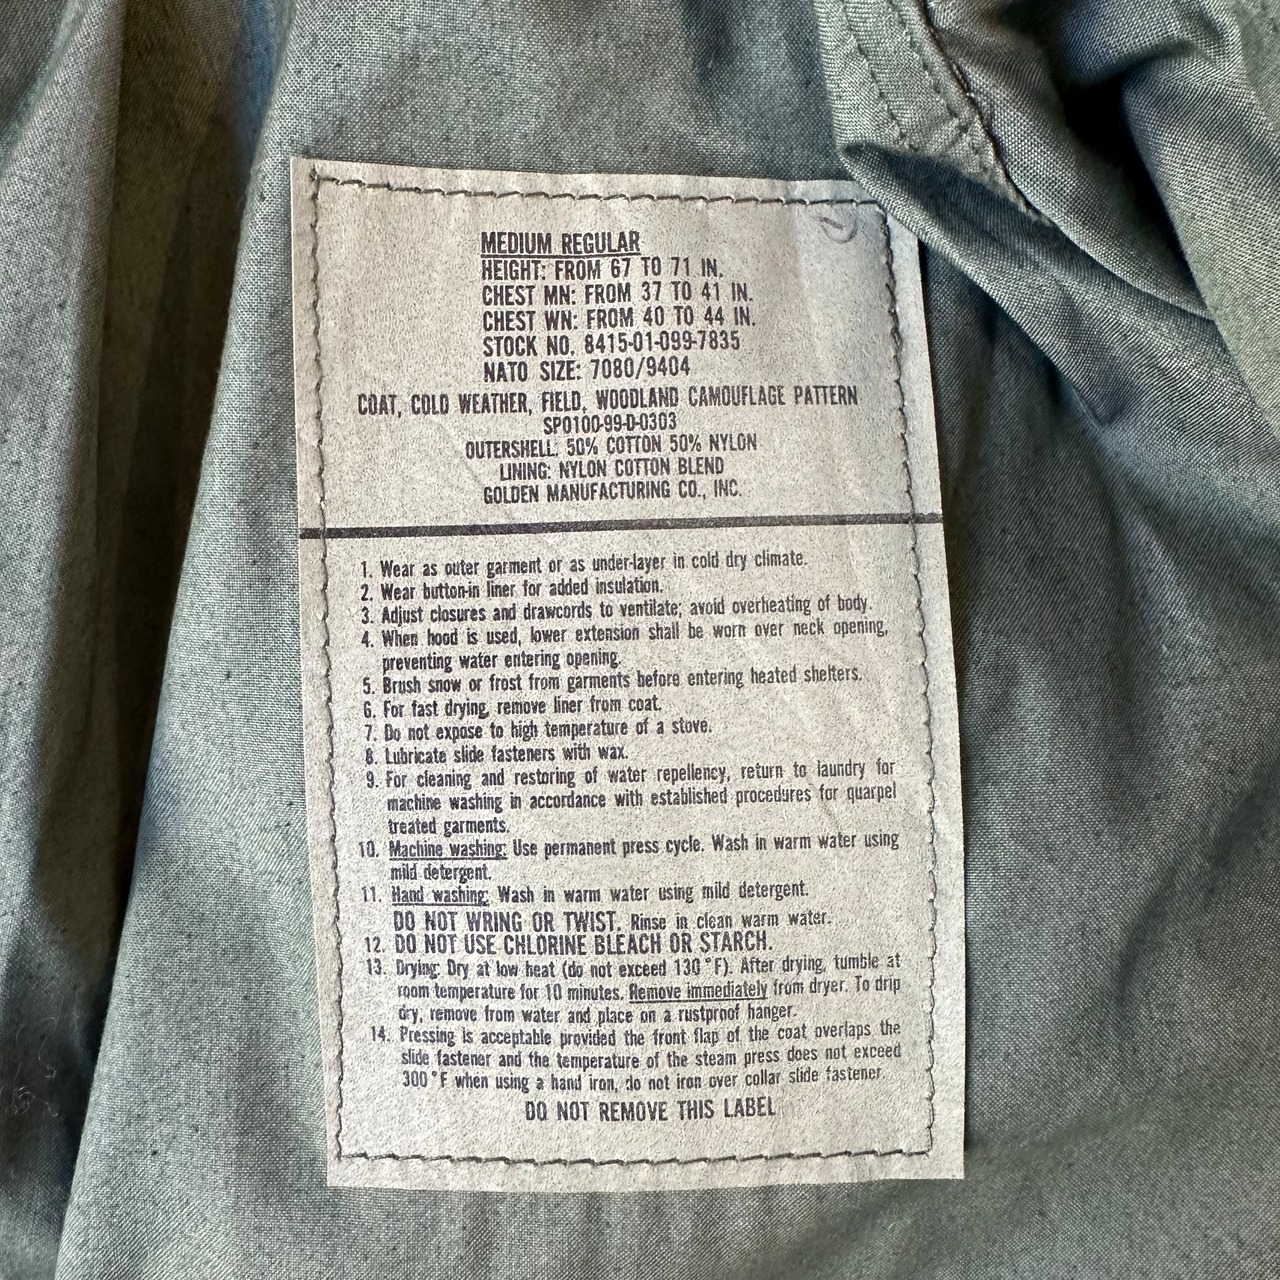 MEDIUM REGULAR
HEIGHT: FROM 67 TO 71 IN.
CHEST MN: FROM 37 TO 41 IN.
CHEST WN: FROM 40 TO 44 IN.
STOCK NO. 8415-01-099-7835
NATO SIZE: 7080/9404
COAT, COLD WEATHER, FIELD, WOODLAND CAMOUFLAGE PATTERN
SPO100-99-D-0303
OUTERSHELL: 50% COTTON 50% NYLON
LINING: NYLON COTTON BLEND
GOLDEN MANUFACTURING CO., INC.
1. Wear as outer garment or as under-layer in cold dry climate.
2. Wear button-in liner for added insulation.
3. Adjust closures and drawcords to ventilate; avoid overheating of body.
4. When hood is used, lower extension shall be worn over neck opening,
preventing water entering opening.
5. Brush snow or frost from garments before entering heated shelters.
6. For fast drying, remove liner from coat.
7. Do not expose to high temperature of a stove.
8. Lubricate slide fasteners with wax.
9. For cleaning and restoring of water repellency, return to laundry for
machine washing in accordance with established procedures for quarpel
treated garments.
10. Machine washing: Use permanent press cycle. Wash in warm water using
mild detergent.
11. Hand washing: Wash in warm water using mild detergent.
DO NOT WRING OR TWIST. Rinse in clean warm water.
12. DO NOT USE CHLORINE BLEACH OR STARCH.
13. Drying: Dry at low heat (do not exceed 130°F). After drying, tumble at
room temperature for 10 minutes. Remove immediately from dryer. To drip
dry, remove from water and place on a rustproof hanger.
14. Pressing is acceptable provided the front flap of the coat overlaps the
slide fastener and the temperature of the steam press does not exceed
300°F when using a hand iron, do not iron over collar slide fastener.
DO NOT REMOVE THIS LABEL